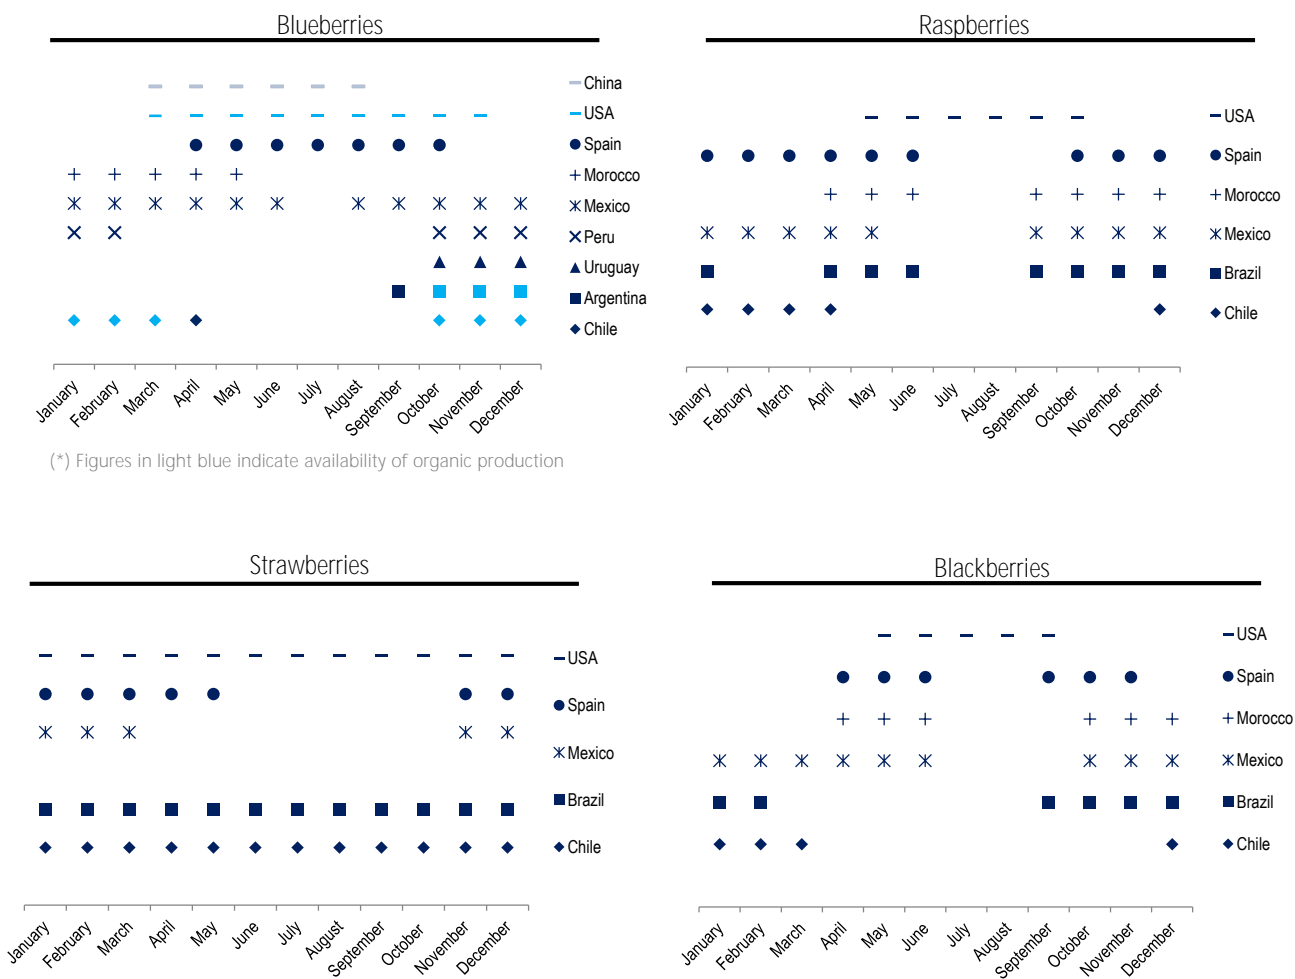 Blueberries
China
USA
Spain
Morocco
Mexico
Peru
Uruguay
Argentina
Chile
January
February
March
April
May
June
July
August
September
October
November
December
(*) Figures in light blue indicate availability of organic production
Raspberries
USA
Spain
Morocco
Mexico
Brazil
Chile
January
February
March
April
May
June
July
August
September
October
November
December
Strawberries
USA
Spain
Mexico
Brazil
Chile
January
February
March
April
May
June
July
August
September
October
November
December
Blackberries
USA
Spain
Morocco
Mexico
Brazil
Chile
January
February
March
April
May
June
July
August
September
October
November
December